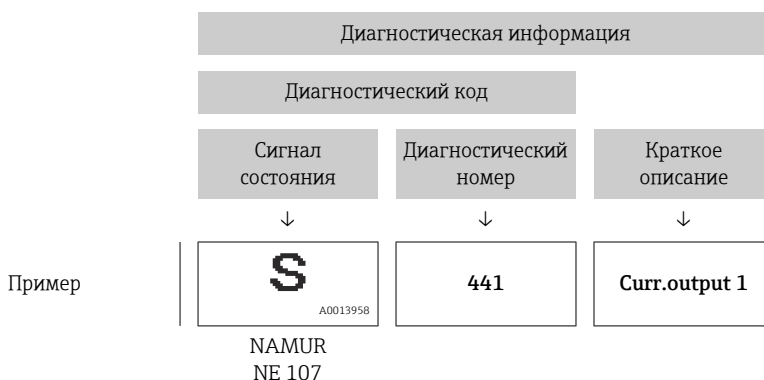 Диагностическая информация
Диагностический код
Сигнал
состояния
Диагностический
номер
Краткое
описание
↓ ↓ ↓
Пример
S
A0013958
441
Curr.output 1
NAMUR
NE 107